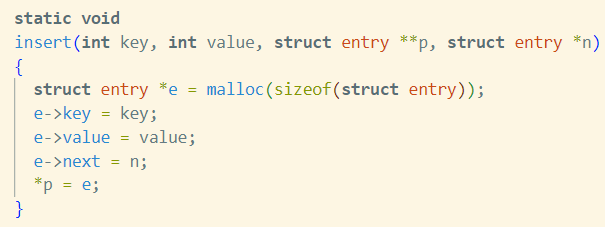 static void
insert(int key, int value, struct entry **p, struct entry *n)
{
  struct entry *e = malloc(sizeof(struct entry));
  e->key = key;
  e->value = value;
  e->next = n;
  *p = e;
}